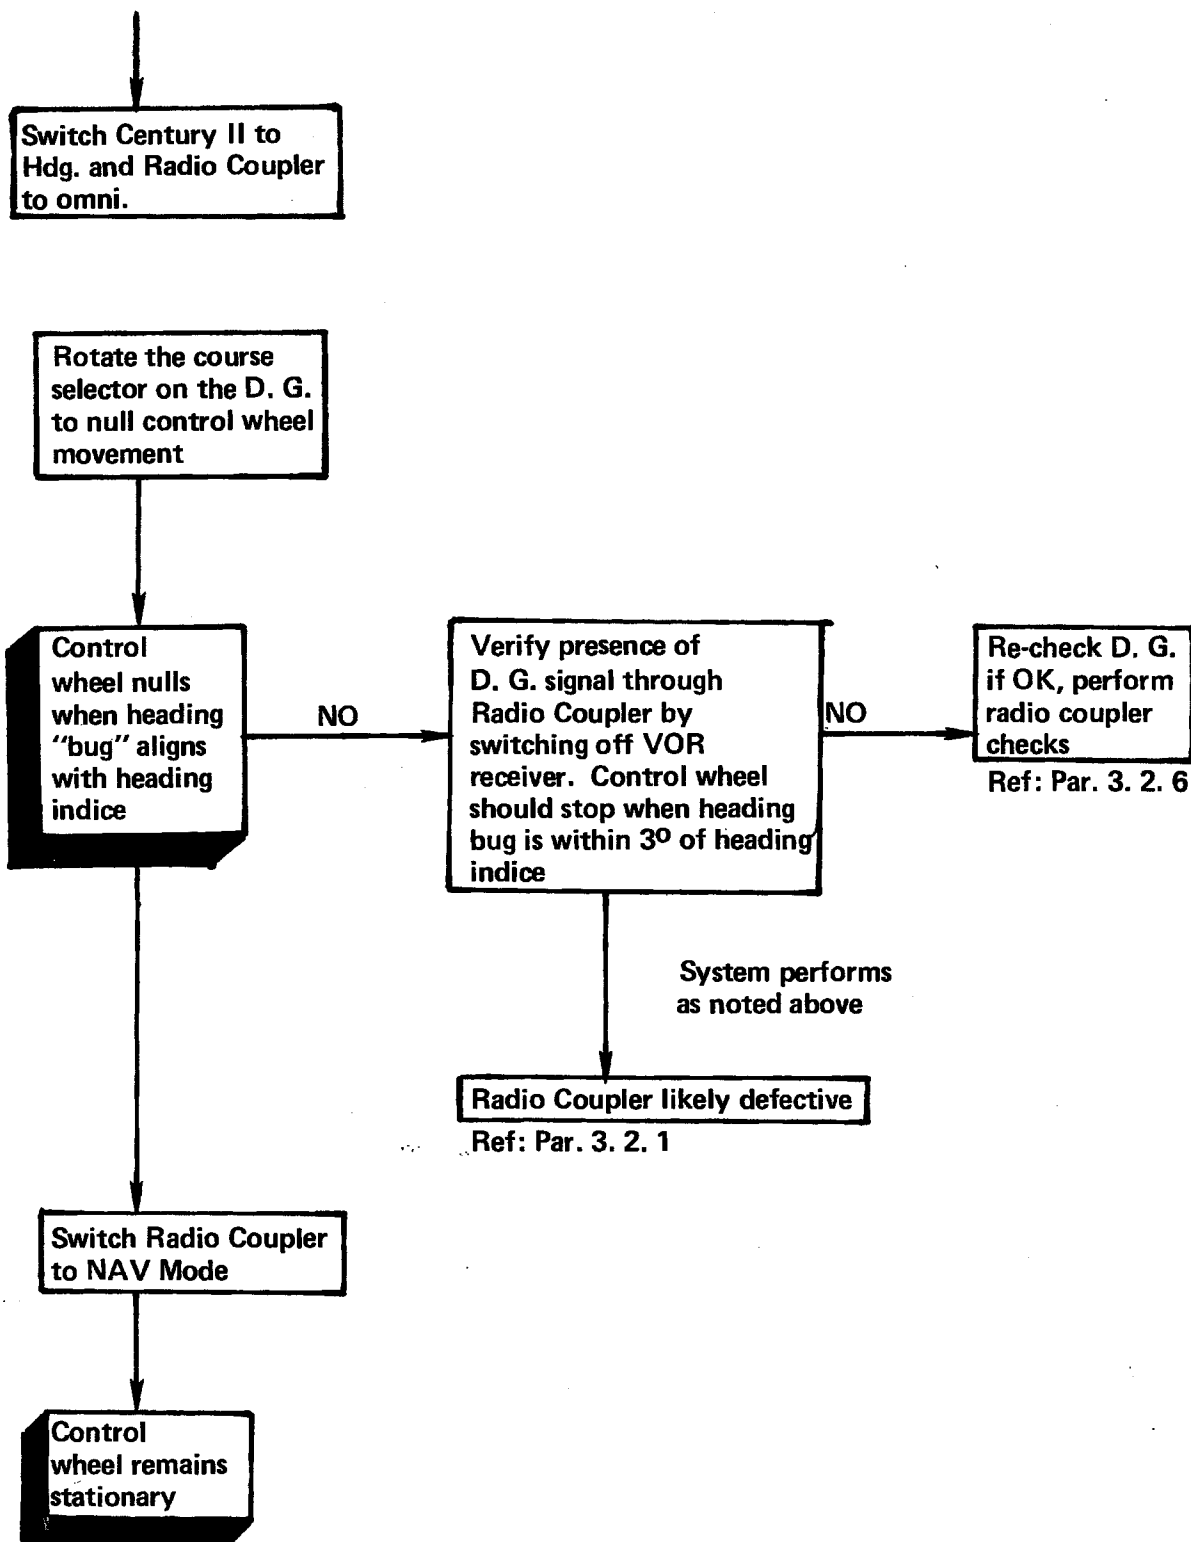 Switch Century II to
Hdg. and Radio Coupler
to omni.
Rotate the course
selector on the D. G.
to null control wheel
movement
Control
wheel nulls
when heading
"bug" aligns
with heading
indice
NO
Verify presence of
D. G. signal through
Radio Coupler by
switching off VOR
receiver. Control wheel
should stop when heading
bug is within 3º of heading
indice
NO
Re-check D. G.
if OK, perform
radio coupler
checks
Ref: Par. 3. 2. 6
System performs
as noted above
Radio Coupler likely defective
Ref: Par. 3. 2. 1
Switch Radio Coupler
to NAV Mode
Control
wheel remains
stationary